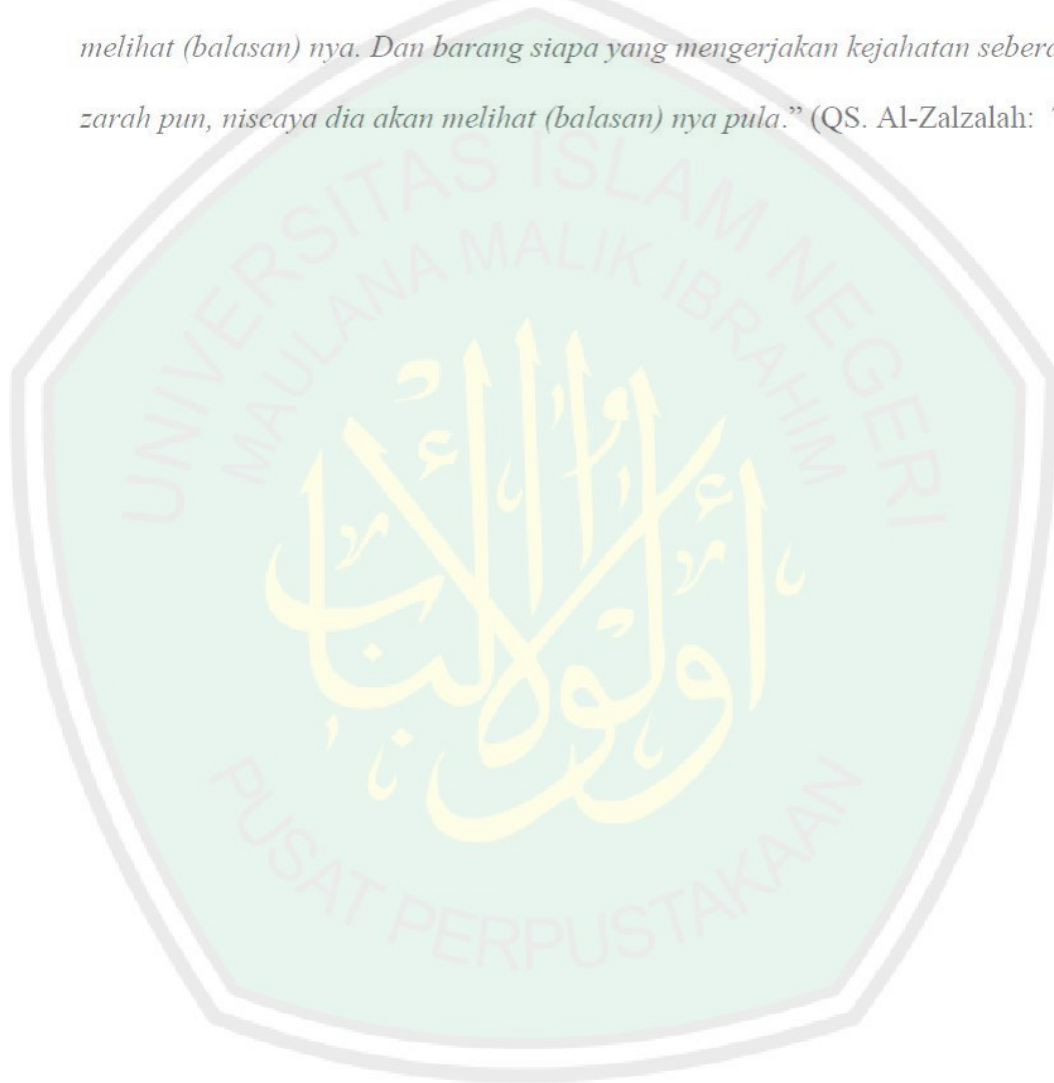 melihat (balasan) nya. Dan barang siapa yang mengerjakan kejahatan
zarah pun, niscaya dia akan melihat (balasan) nya pula.” (QS. Al-Zalzalah:
UNIVERSITAS ISLAM NEGERI
MAULANA MALIK IBRAHIM
أولوا الألباب
PUSAT PERPUSTAKAAN